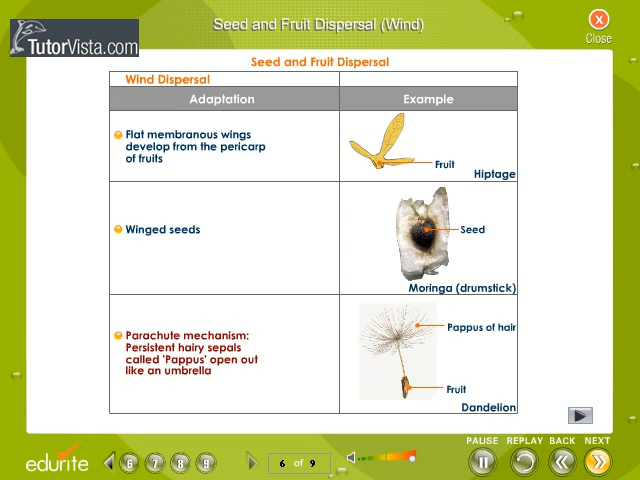 Seed and Fruit Dispersal (Wind)
X
Close
TutorVista.com
Seed and Fruit Dispersal
Wind Dispersal
Adaptation
Example
Flat membranous wings
develop from the pericarp
of fruits
Fruit
Hiptage
Winged seeds
Seed
Moringa (drumstick)
Parachute mechanism:
Persistent hairy sepals
called 'Pappus' open out
like an umbrella
Pappus of hair
Fruit
Dandelion
PAUSE REPLAY BACK NEXT
edurite
6 7 8 9
6 of 9